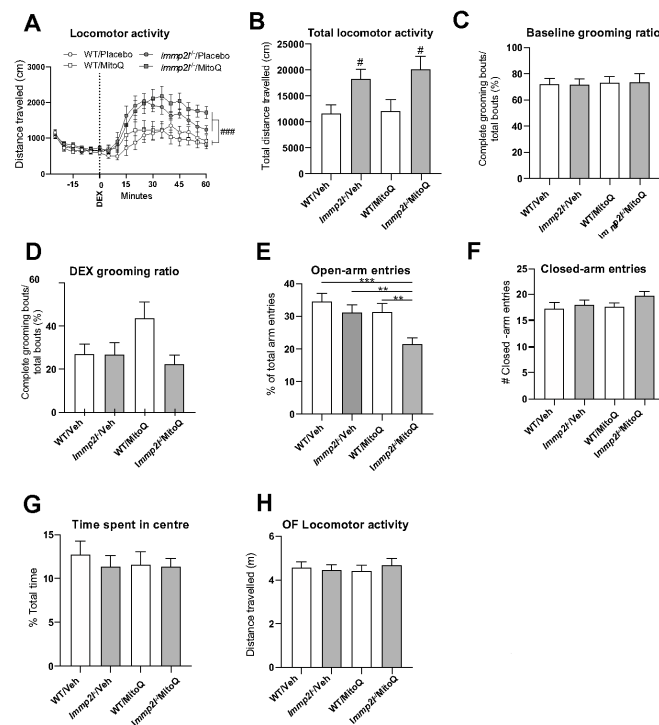 A
Locomotor activity
WT/Placebo
Immp2l-/-/Placebo
WT/MitoQ
Immp2l-/-/MitoQ
Distance traveled (cm)
3000
2000
1000
400
###
-15 0 15 30 45 60
DEX
Minutes
B
Total locomotor activity
Total distance travelled (cm)
25000
20000
15000
10000
5000
0
# #
WT/Veh
Immp2l-/Veh
WT/MitoQ
Immp2l-/MitoQ
C
Baseline grooming ratio
Complete grooming bouts/
total bouts (%)
100
80
60
40
20
0
WT/Veh
Immp2l-/Veh
WT/MitoQ
D
DEX grooming ratio
Complete grooming bouts/
total bouts (%)
60
40
20
0
WT/Veh
Immp2l-/Veh
WT/MitoQ
Immp2l-/MitoQ
E
Open-arm entries
% of total arm entries
40
30
20
10
0
***
**
**
WT/Veh
Immp2l-/Veh
WT/MitoQ
Immp2l-/MitoQ
F
Closed-arm entries
# Closed -arm entries
25
20
15
10
5
0
WT/Veh
Immp2l-/Veh
WT/MitoQ
Immp2l-/MitoQ
G
Time spent in centre
% Total time
15
10
5
0
WT/Veh
Immp2l-/Veh
WT/MitoQ
Immp2l-/MitoQ
H
OF Locomotor activity
Distance travelled (m)
6
4
2
0
WT/Veh
Immp2l-/Veh
WT/MitoQ
Immp2l-/MitoQ